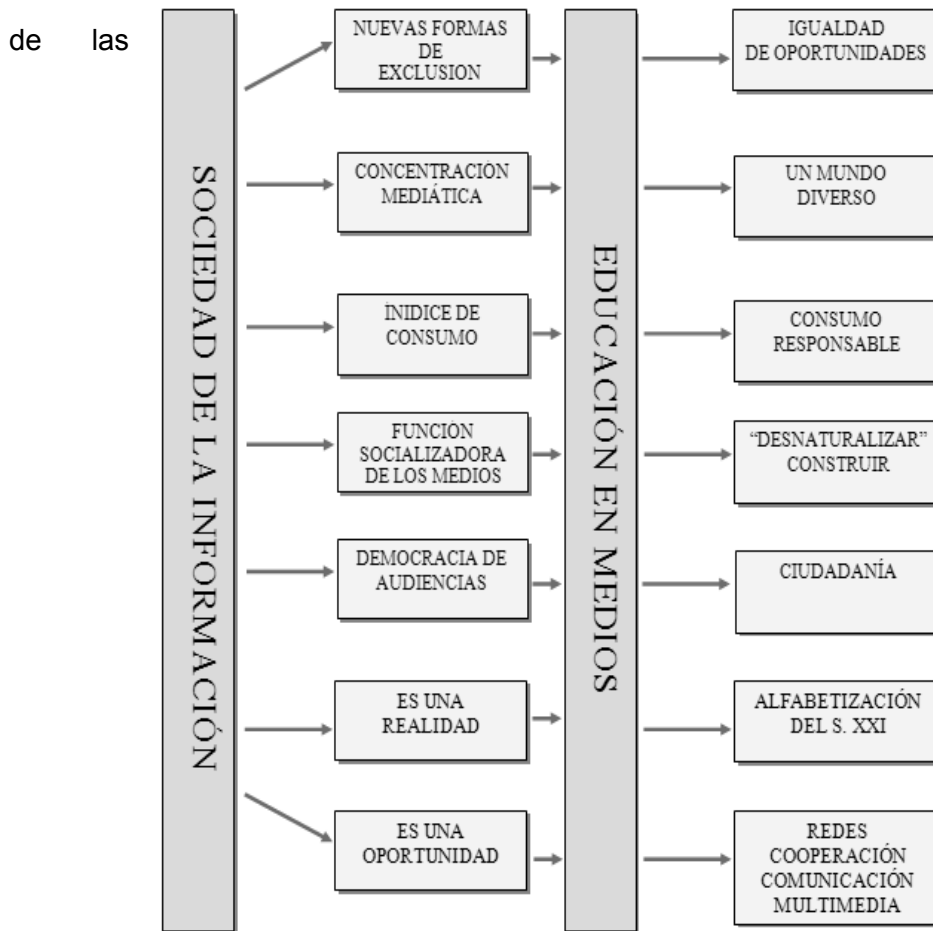 de las
SOCIEDAD DE LA INFORMACIÓN
NUEVAS FORMAS
DE
EXCLUSION
CONCENTRACIÓN
MEDIÁTICA
ÍNIDICE DE
CONSUMO
FUNCIÓN
SOCIALIZADORA
DE LOS MEDIOS
DEMOCRACIA DE
AUDIENCIAS
ES UNA
REALIDAD
ES UNA
OPORTUNIDAD
EDUCACIÓN EN MEDIOS
IGUALDAD
DE OPORTUNIDADES
UN MUNDO
DIVERSO
CONSUMO
RESPONSABLE
“DESNATURALIZAR”
CONSTRUIR
CIUDADANÍA
ALFABETIZACIÓN
DEL S. XXI
REDES
COOPERACIÓN
COMUNICACIÓN
MULTIMEDIA